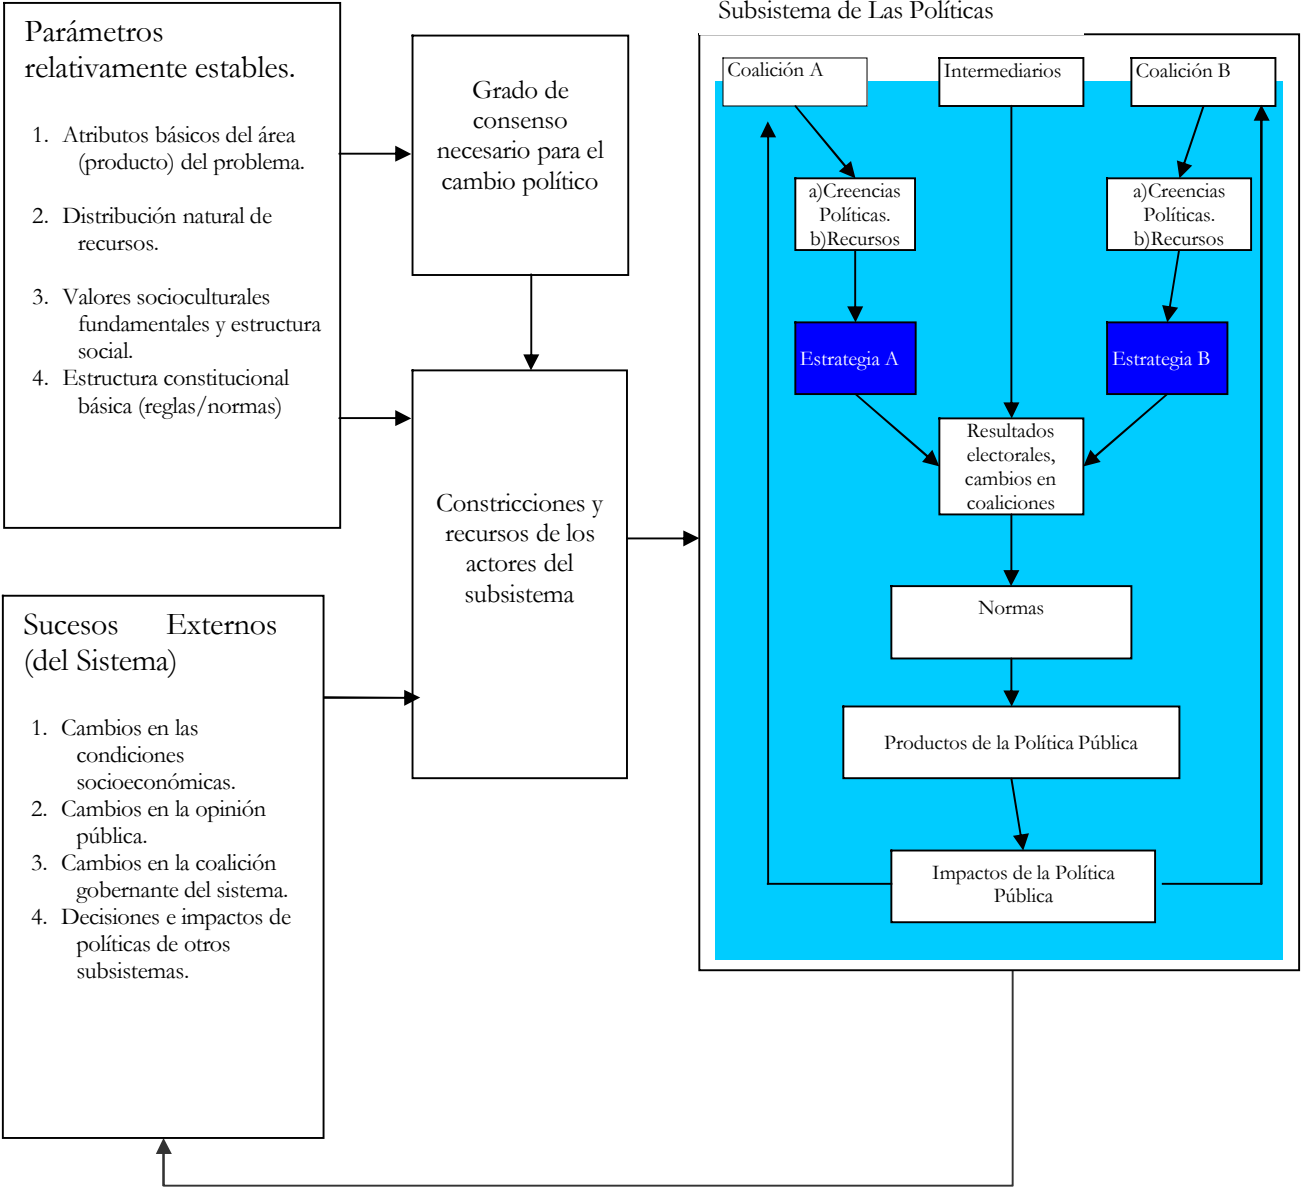 Parámetros
relativamente estables.
1. Atributos básicos del área
(producto) del problema.
2. Distribución natural de
recursos.
3. Valores socioculturales
fundamentales y estructura
social.
4. Estructura constitucional
básica (reglas/normas)
Sucesos Externos
(del Sistema)
1. Cambios en las
condiciones
socioeconómicas.
2. Cambios en la opinión
pública.
3. Cambios en la coalición
gobernante del sistema.
4. Decisiones e impactos de
políticas de otros
subsistemas.
Grado de
consenso
necesario para el
cambio político
Constricciones y
recursos de los
actores del
subsistema
Subsistema de Las Políticas
Coalición A
Intermediarios
Coalición B
a)Creencias
Políticas.
b)Recursos
a)Creencias
Políticas.
b)Recursos
Estrategia A
Estrategia B
Resultados
electorales,
cambios en
coaliciones
Normas
Productos de la Política Pública
Impactos de la Política
Pública